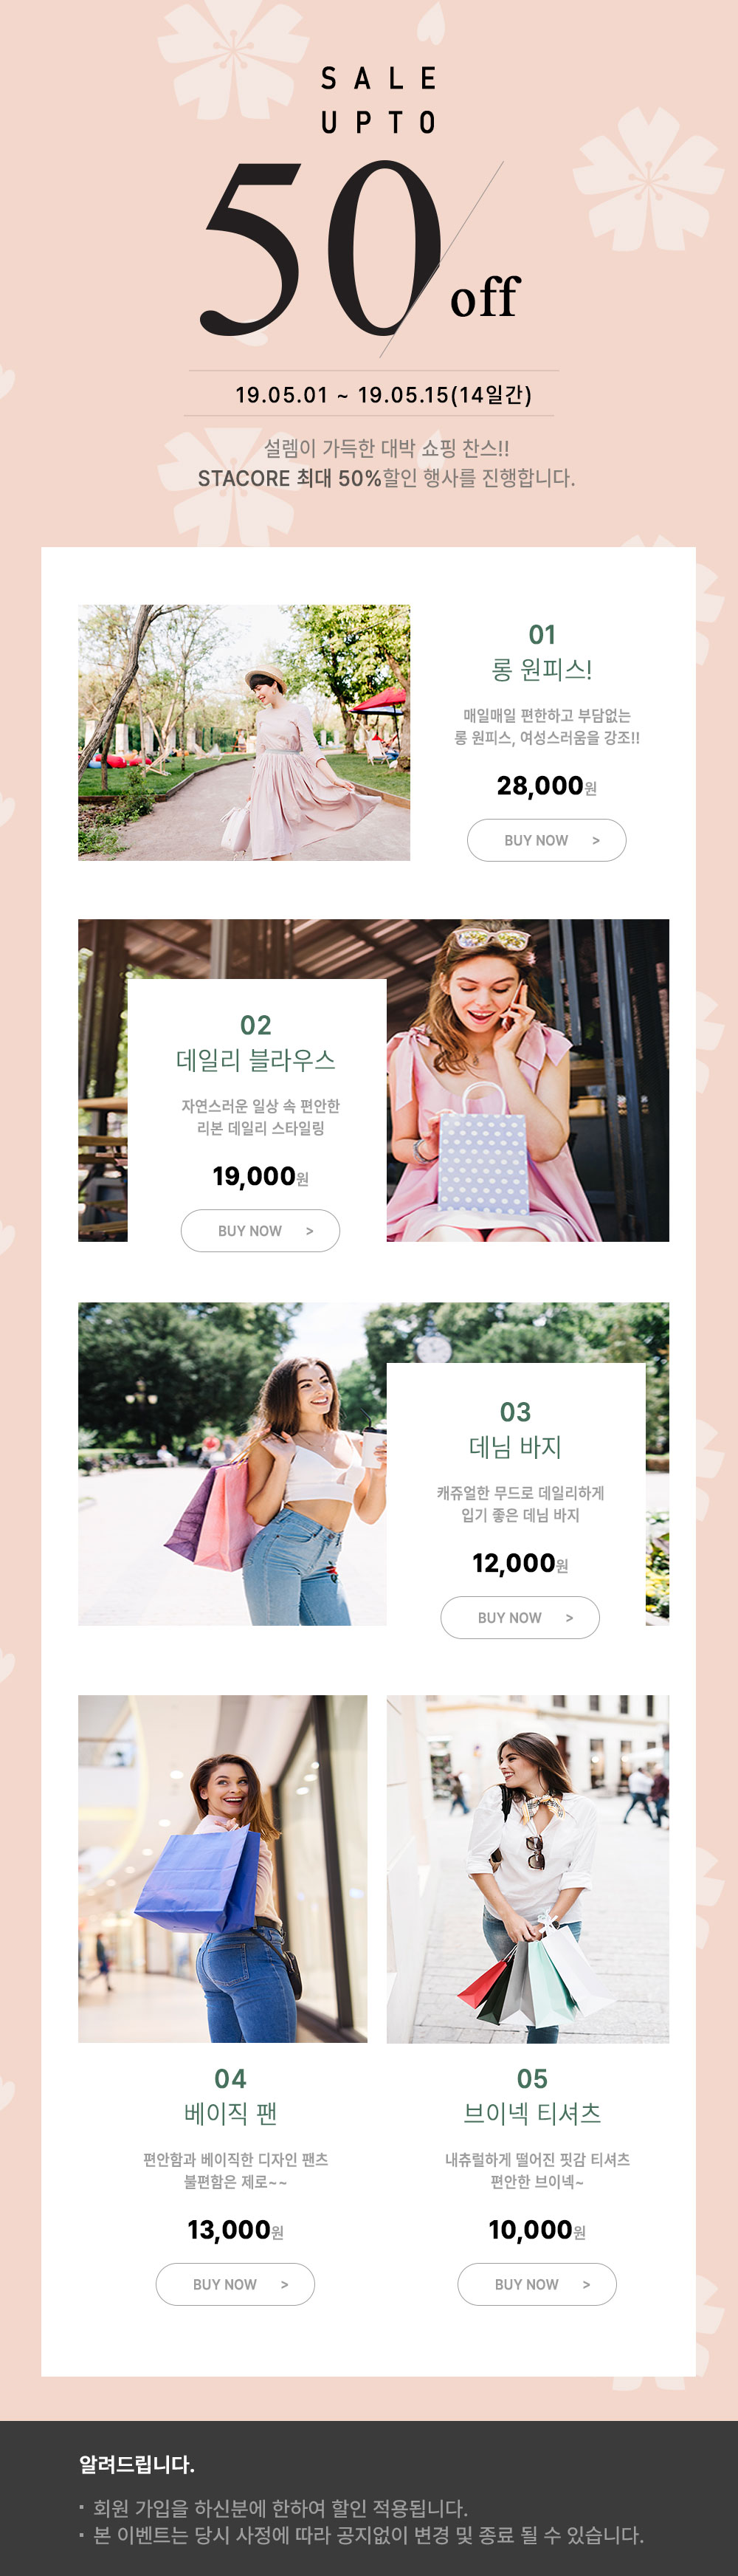 SALE
UPTO
50 off
19.05.01 ~ 19.05.15(14일간)
설렘이 가득한 대박 쇼핑 찬스!!
STACORE 최대 50%할인 행사를 진행합니다.
01
롱 원피스!
매일매일 편한하고 부담없는
롱 원피스, 여성스러움을 강조!!
28,000원
BUY NOW >
02
데일리 블라우스
자연스러운 일상 속 편안한
리본 데일리 스타일링
19,000원
BUY NOW >
03
데님 바지
캐쥬얼한 무드로 데일리하게
입기 좋은 데님 바지
12,000원
BUY NOW >
04
베이직 팬
편안함과 베이직한 디자인 팬츠
불편함은 제로~~
13,000원
BUY NOW >
05
브이넥 티셔츠
내츄럴하게 떨어진 핏감 티셔츠
편안한 브이넥~
10,000원
BUY NOW >
알려드립니다.
· 회원 가입을 하신분에 한하여 할인 적용됩니다.
· 본 이벤트는 당시 사정에 따라 공지없이 변경 및 종료 될 수 있습니다.